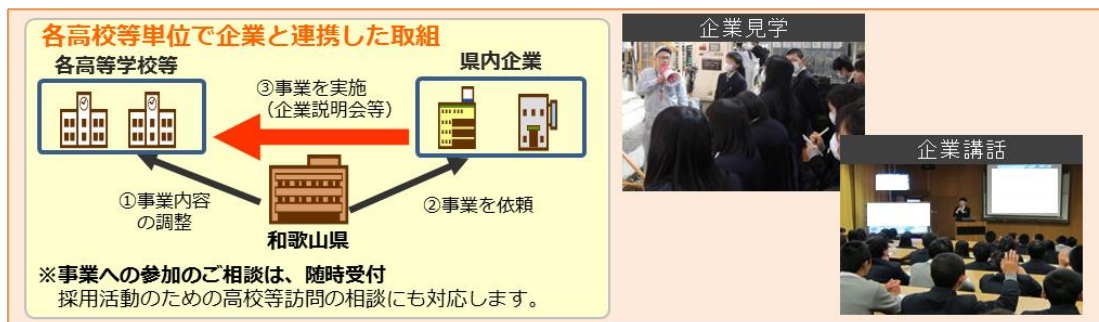 各高校等単位で企業と連携した取組
各高等学校等
県内企業
③事業を実施
（企業説明会等）
①事業内容
の調整
②事業を依頼
和歌山県
※事業への参加のご相談は、随時受付
採用活動のための高校等訪問の相談にも対応します。
企業見学
企業講話